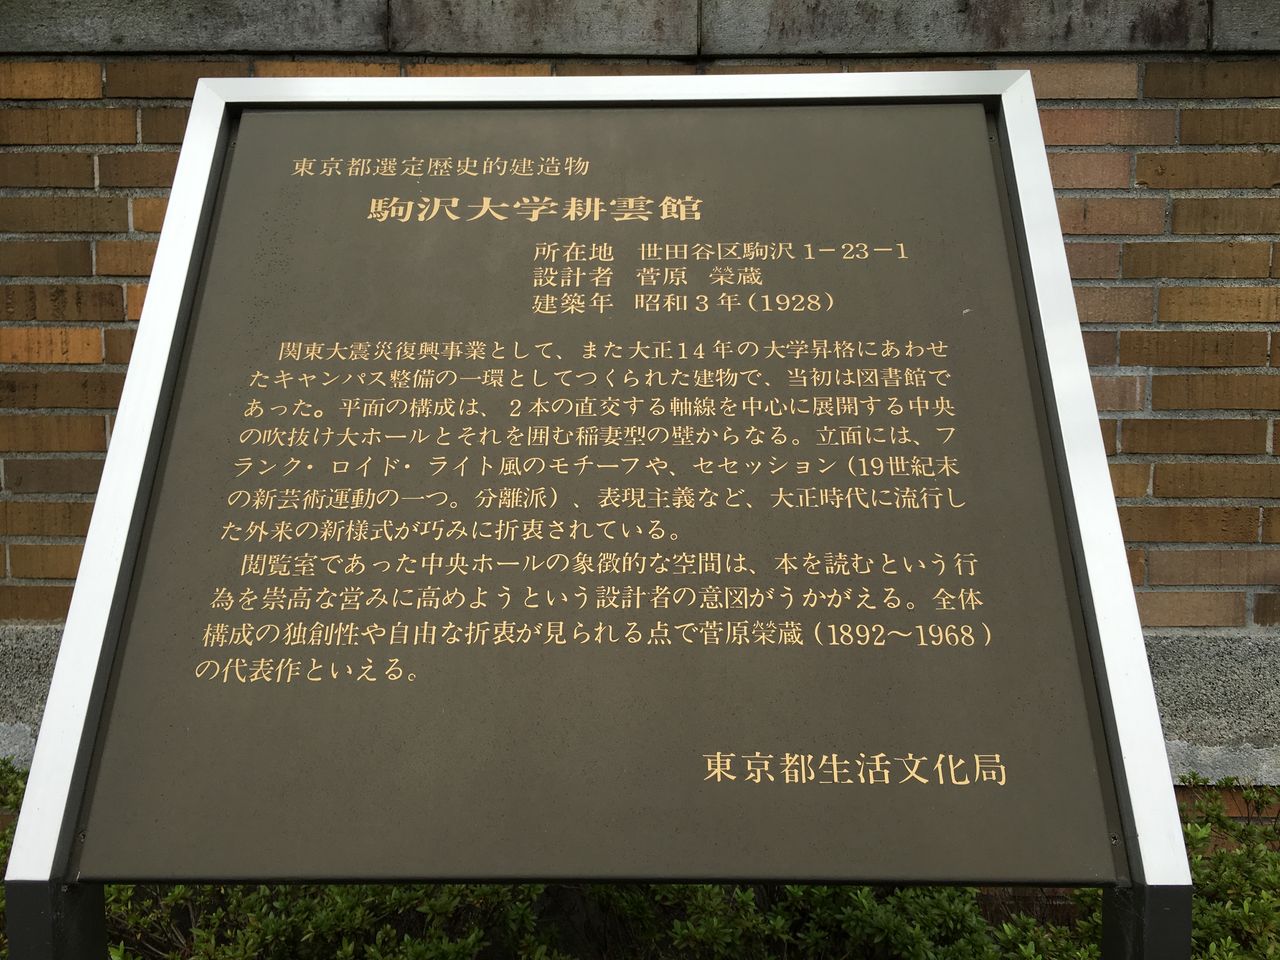 東京都選定歴史的建造物
駒沢大学耕雲館
所在地 世田谷区駒沢1-23-1
設計者 菅原 榮蔵
建築年 昭和3年(1928)
関東大震災復興事業として、また大正14年の大学昇格にあわせ
たキャンパス整備の一環としてつくられた建物で、当初は図書館で
あった。平面の構成は、2本の直交する軸線を中心に展開する中央
の吹抜け大ホールとそれを囲む稲妻型の壁からなる。立面には、フ
ランク・ロイド・ライト風のモチーフや、セセッション(19世紀末
の新芸術運動の一つ。分離派)、表現主義など、大正時代に流行し
た外来の新様式が巧みに折衷されている。
閲覧室であった中央ホールの象徴的な空間は、本を読むという行
為を崇高な営みに高めようという設計者の意図がうかがえる。全体
構成の独創性や自由な折衷が見られる点で菅原榮蔵(1892〜1968)
の代表作といえる。
東京都生活文化局